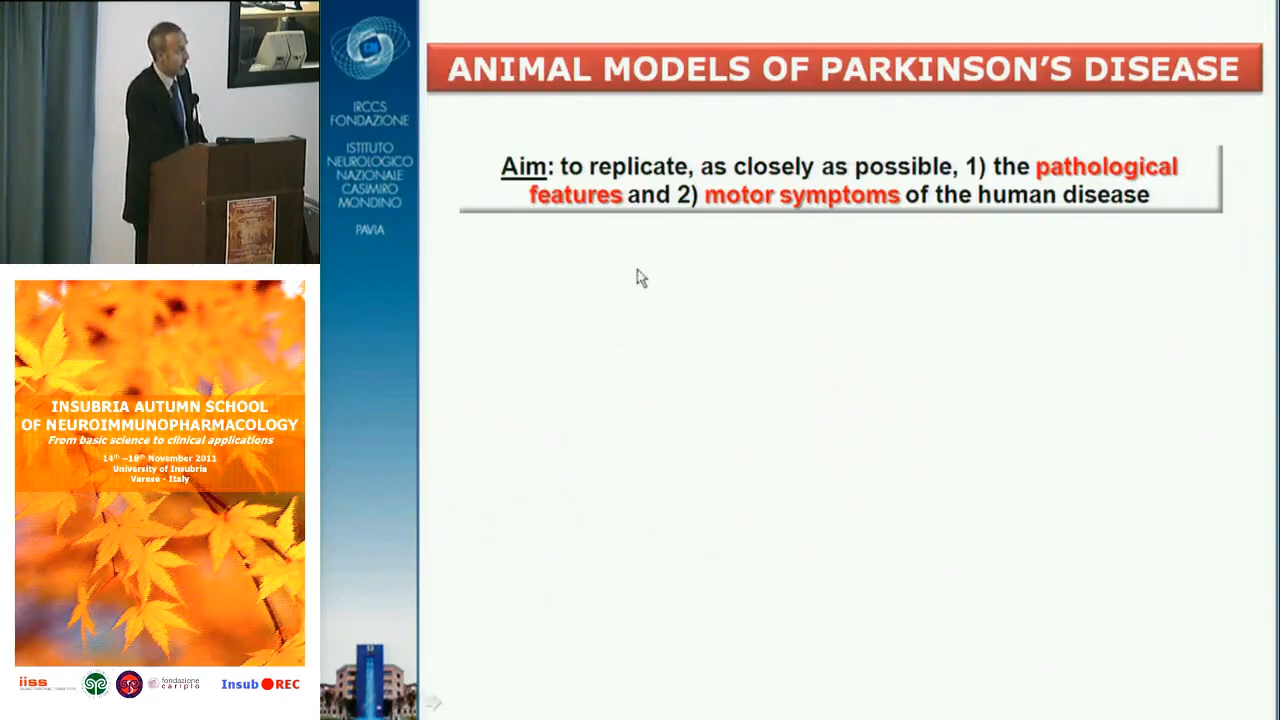 ANIMAL MODELS OF PARKINSON'S DISEASE
Aim: to replicate, as closely as possible, 1) the pathological
features and 2) motor symptoms of the human disease
IRCCS
FONDAZIONE
ISTITUTO
NEUROLOGICO
NAZIONALE
CASIMIRO
MONDINO
PAVIA
INSUBRIA AUTUMN SCHOOL
OF NEUROIMMUNOPHARMACOLOGY
From basic science to clinical applications
14th –18th November 2011
University of Insubria
Varese - Italy
iiss
fondazione
cariplo
Insub REC